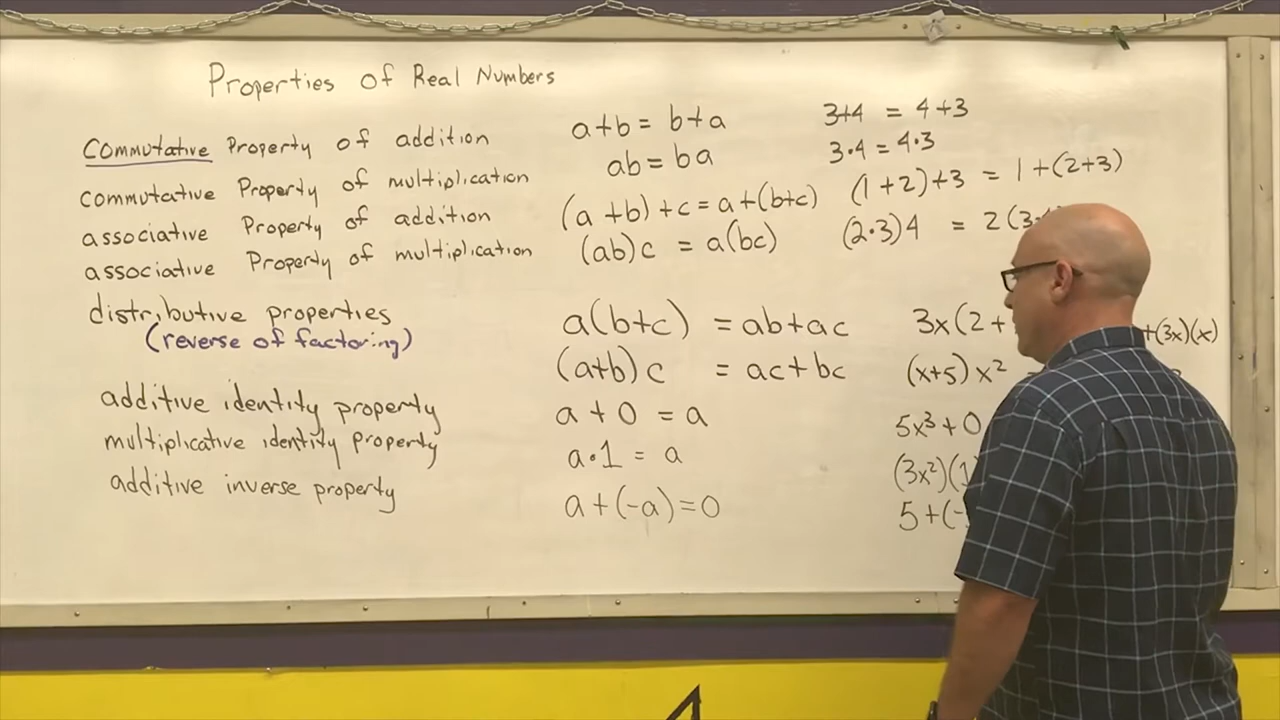 Properties of Real Numbers
Commutative Property of addition a+b = b+a 3+4 = 4+3
commutative Property of multiplication ab = ba 3·4 = 4·3
associative Property of addition (a+b)+c = a+(b+c) (1+2)+3 = 1+(2+3)
associative Property of multiplication (ab)c = a(bc) (2·3)4 = 2(3·
distributive properties a(b+c) = ab+ac 3x(2+ +(3x)(x)
(reverse of factoring)
(a+b)c = ac+bc (x+5)x²
additive identity property a+0 = a 5x³+0
multiplicative identity property a·1 = a (3x²)(1
additive inverse property a+(-a)=0 5+(-